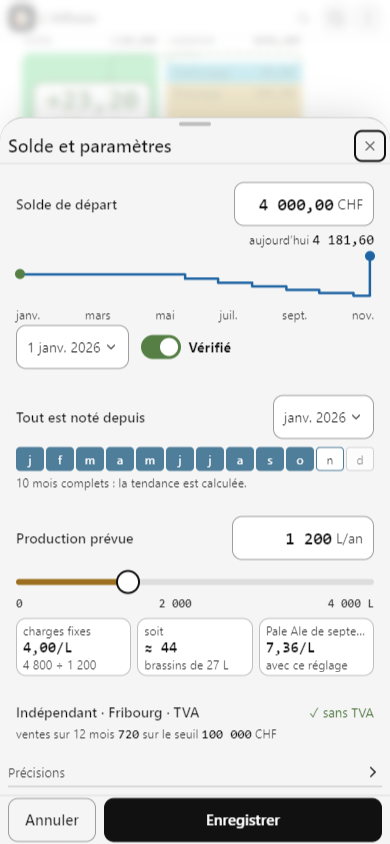 +23,20
Solde et paramètres
Solde de départ
4 000,00 CHF
aujourd'hui 4 181,60
janv. mars mai juil. sept. nov.
1 janv. 2026
Vérifié
Tout est noté depuis
janv. 2026
j f m a m j j a s o n d
10 mois complets : la tendance est calculée.
Production prévue
1 200 L/an
0 2 000 4 000 L
charges fixes
4,00/L
4 800 ÷ 1 200
soit
≈ 44
brassins de 27 L
Pale Ale de septe...
7,36/L
avec ce réglage
Indépendant · Fribourg · TVA
✓ sans TVA
ventes sur 12 mois 720 sur le seuil 100 000 CHF
Précisions
Annuler
Enregistrer